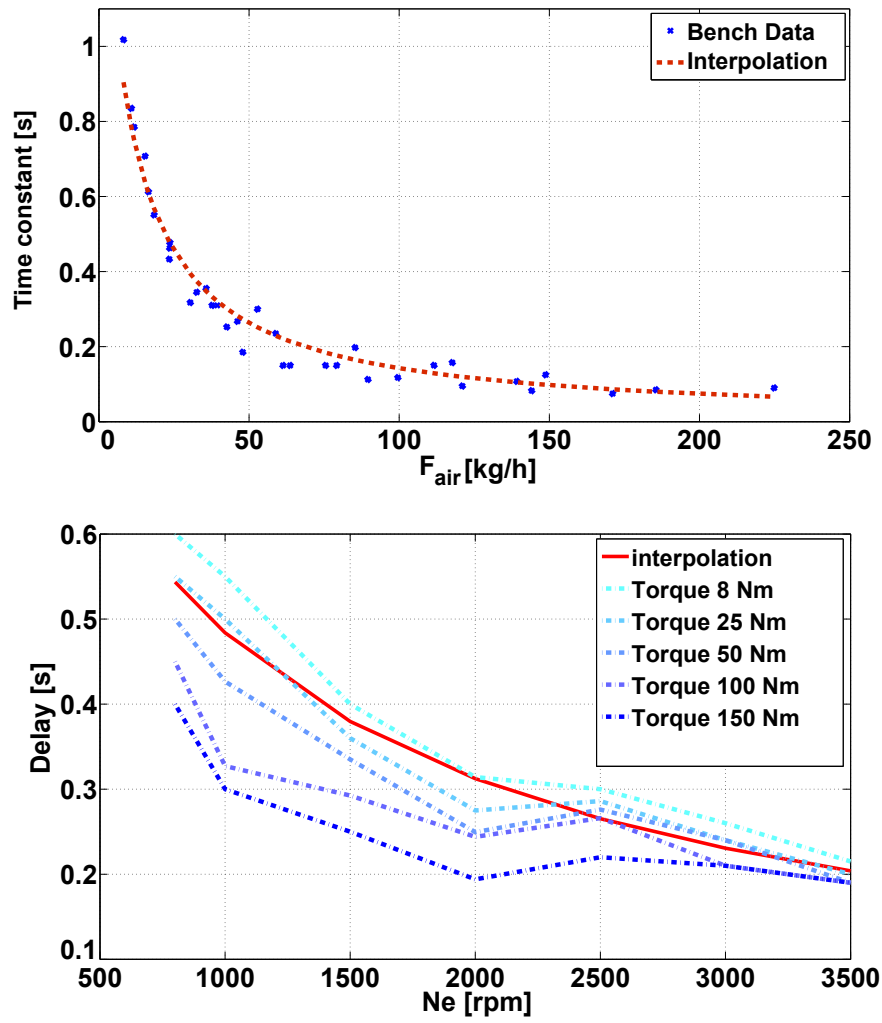 1
0.8
0.6
0.4
0.2
0
Time constant [s]
Bench Data
Interpolation
0 50 100 150 200 250
F_air [kg/h]
0.6
0.5
0.4
0.3
0.2
0.1
Delay [s]
interpolation
Torque 8 Nm
Torque 25 Nm
Torque 50 Nm
Torque 100 Nm
Torque 150 Nm
500 1000 1500 2000 2500 3000 3500
Ne [rpm]